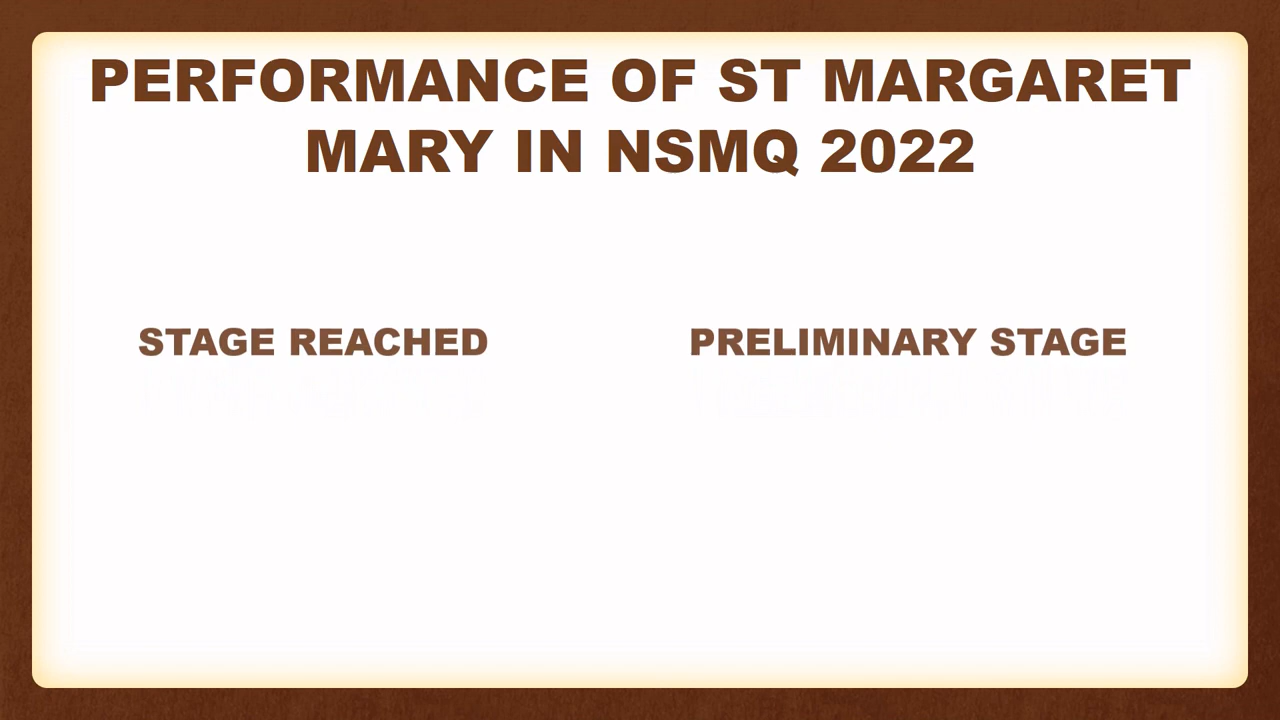 PERFORMANCE OF ST MARGARET
MARY IN NSMQ 2022
STAGE REACHED
PRELIMINARY STAGE